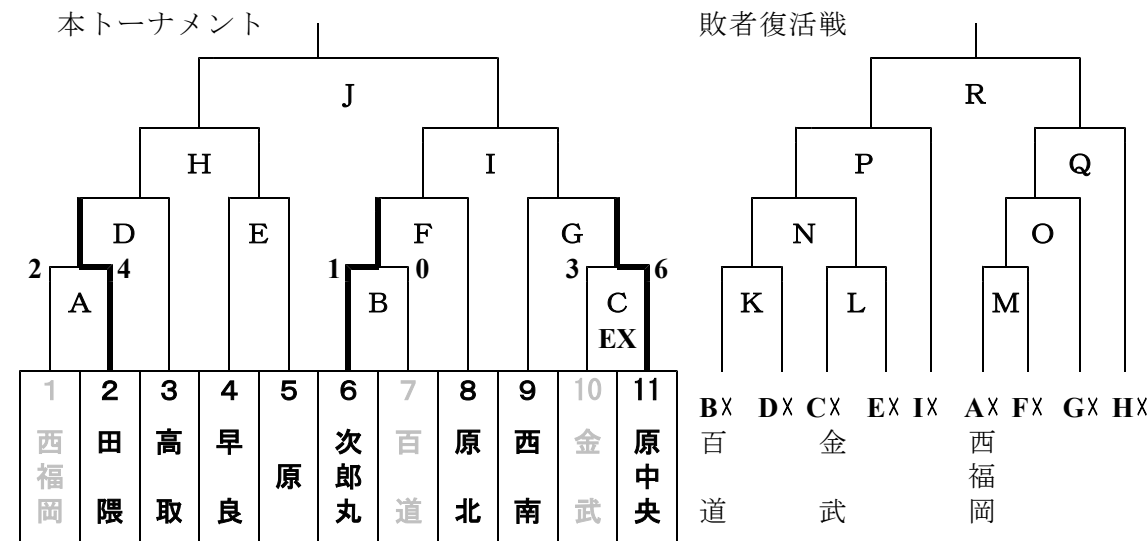 本トーナメント 敗者復活戦
J R
H I P Q
D E F G N O
2 4 1 0 3 6
A B C K L M
EX
1 2 3 4 5 6 7 8 9 10 11
B☓ D☓ C☓ E☓ I☓ A☓ F☓ G☓ H☓
西福岡 田隈 高取 早良 原 次郎丸 百道 原北 西南 金武 原中央 百道 金武 西福岡